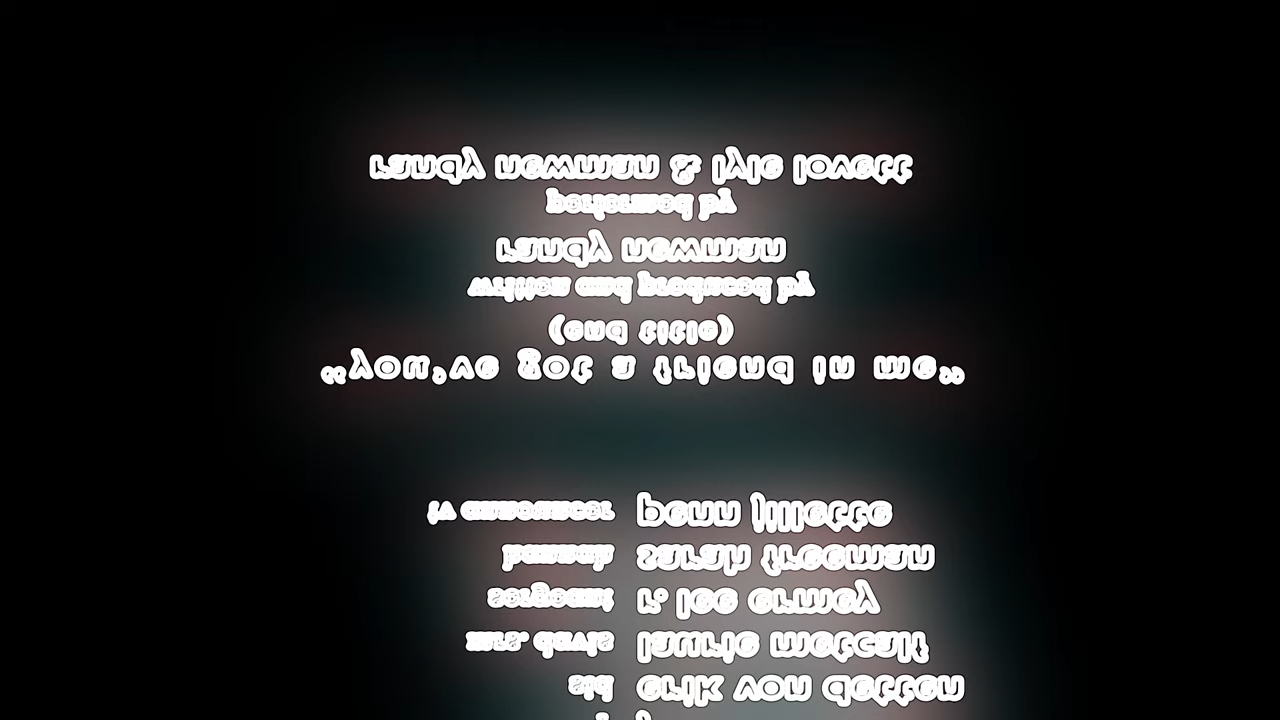 randy newman & lyle lovett
performed by
randy newman
written and produced by
(end title)
“you've got a friend in me”
tv announcer penn jillette
hannah sarah freeman
sergeant r. lee ermey
mrs. davis laurie metcalf
sid erik von detten